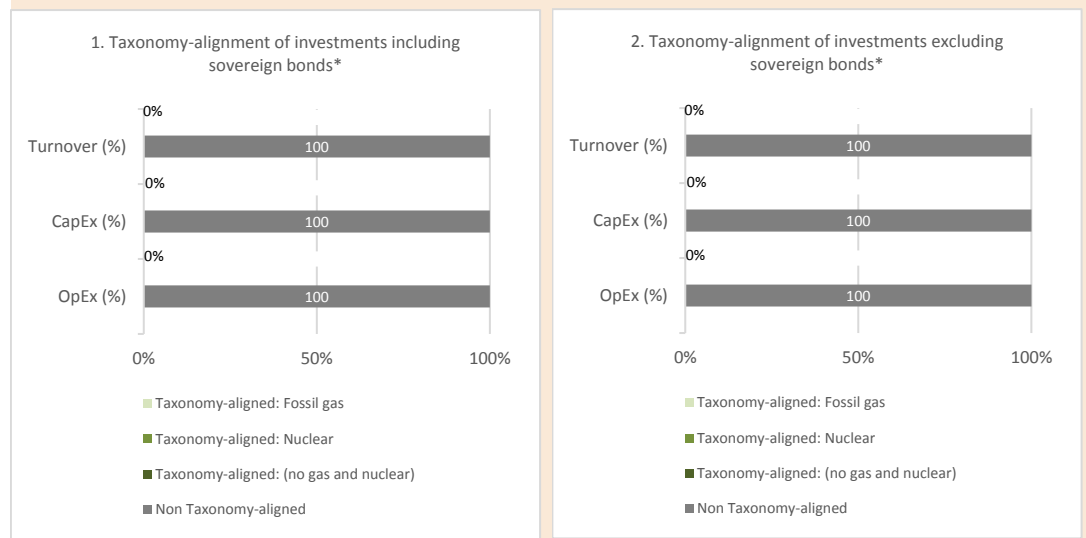 1. Taxonomy-alignment of investments including
sovereign bonds*
0%
Turnover (%)
100
0%
CapEx (%)
100
0%
OpEx (%)
100
0%
50%
100%
Taxonomy-aligned: Fossil gas
Taxonomy-aligned: Nuclear
Taxonomy-aligned: (no gas and nuclear)
Non Taxonomy-aligned
2. Taxonomy-alignment of investments excluding
sovereign bonds*
0%
Turnover (%)
100
0%
CapEx (%)
100
0%
OpEx (%)
100
0%
50%
100%
Taxonomy-aligned: Fossil gas
Taxonomy-aligned: Nuclear
Taxonomy-aligned: (no gas and nuclear)
Non Taxonomy-aligned